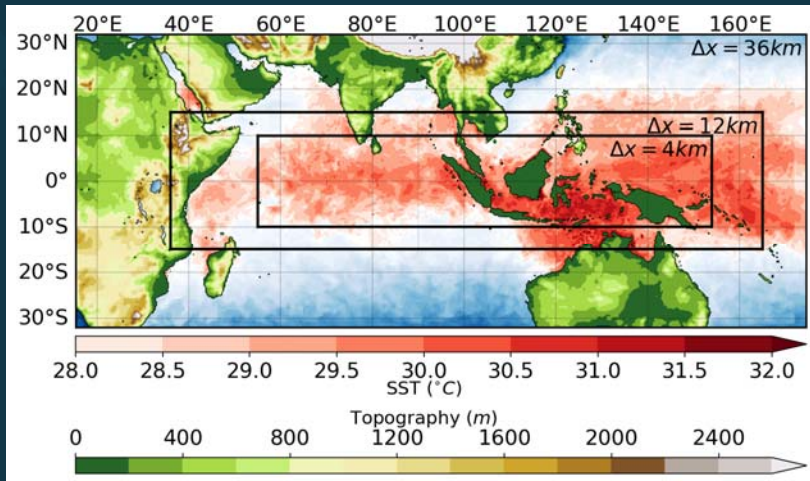 20°E 40°E 60°E 80°E 100°E 120°E 140°E 160°E
30°N
20°N
10°N
0°
10°S
20°S
30°S
Δx = 36km
Δx = 12km
Δx = 4km
28.0 28.5 29.0 29.5 30.0 30.5 31.0 31.5 32.0
SST (°C)
Topography (m)
0 400 800 1200 1600 2000 2400